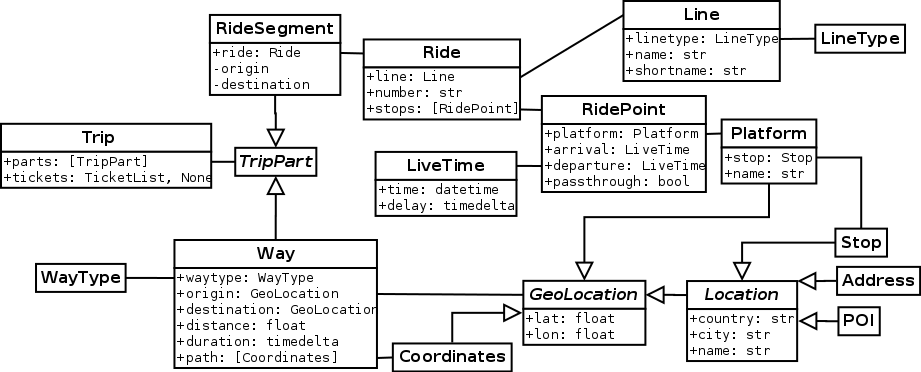 RideSegment
+ride: Ride
-origin
-destination
Ride
+line: Line
+number: str
+stops: [RidePoint]
Line
+linetype: LineType
+name: str
+shortname: str
LineType
Trip
+parts: [TripPart]
+tickets: TicketList, None
TripPart
LiveTime
+time: datetime
+delay: timedelta
RidePoint
+platform: Platform
+arrival: LiveTime
+departure: LiveTime
+passthrough: bool
Platform
+stop: Stop
+name: str
WayType
Way
+waytype: WayType
+origin: GeoLocation
+destination: GeoLocation
+distance: float
+duration: timedelta
+path: [Coordinates]
Coordinates
GeoLocation
+lat: float
+lon: float
Location
+country: str
+city: str
+name: str
Stop
Address
POI